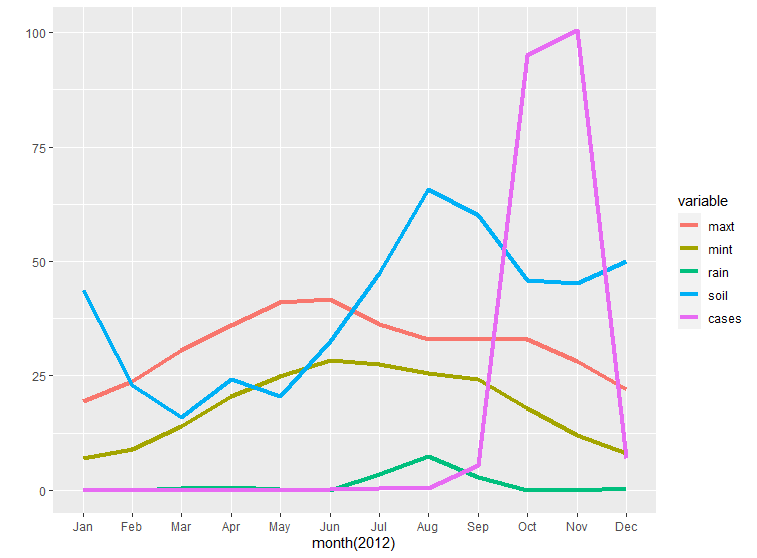 100
75
50
25
0
Jan Feb Mar Apr May Jun Jul Aug Sep Oct Nov Dec
month(2012)
variable
maxt
mint
rain
soil
cases